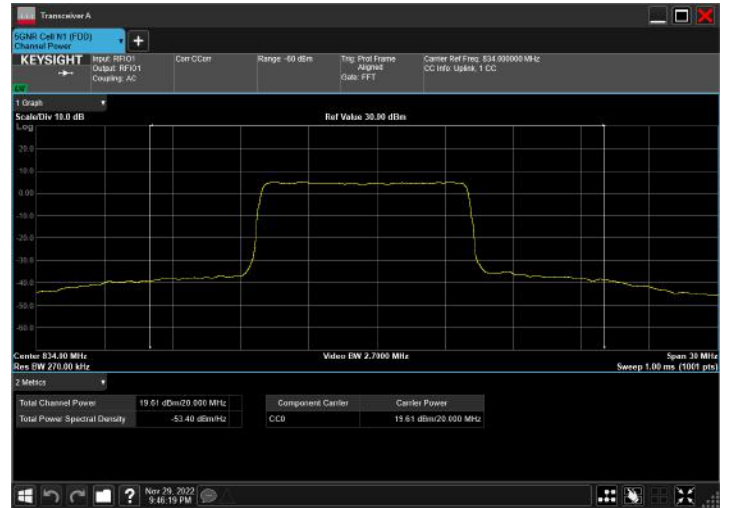 Transceiver A
5GNR Cell N1 (FDD)
Channel Power
KEYSIGHT
Input: RFIO1
Output: RFIO1
Coupling: AC
Corr CCorr
Range -60 dBm
Trig: Prot Frame
Aligned
Gate: FFT
Carrier Ref Freq: 834.000000 MHz
CC Info: Uplink, 1 CC
1 Graph
Scale/Div 10.0 dB
Ref Value 30.00 dBm
Log
20.0
10.0
0.00
-10.0
-20.0
-30.0
-40.0
-50.0
-60.0
Center 834.00 MHz
Video BW 2.7000 MHz
Span 30 MHz
Res BW 270.00 kHz
Sweep 1.00 ms (1001 pts)
2 Metrics
Total Channel Power 19.61 dBm/20.000 MHz
Total Power Spectral Density -53.40 dBm/Hz
Component Carrier Carrier Power
CC0 19.61 dBm/20.000 MHz
?
Nov 29, 2022
9:46:19 PM